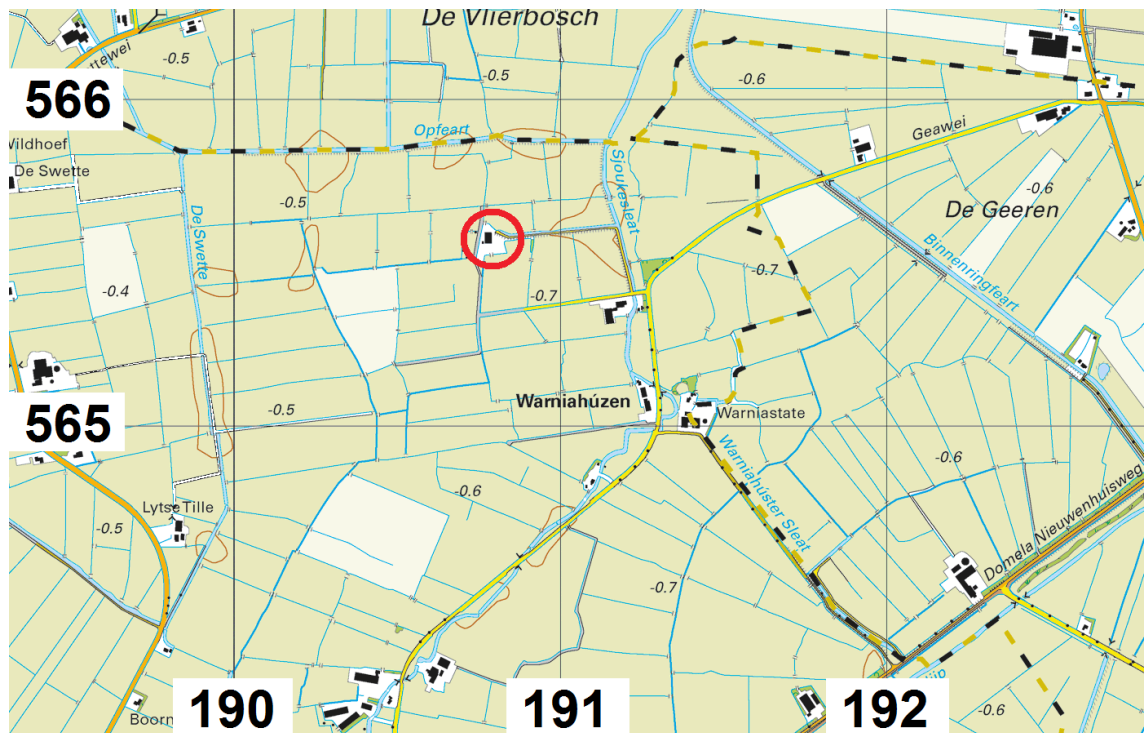 De Vlierbosch
-0.5
-0.5
-0.6
566
Opfeart
Geawei
De Swette
-0.5
-0.6
De Geeren
De Swette
Sjoukesleat
Binnenringfeart
-0.4
-0.7
-0.7
Warniahúzen
Warniastate
565
-0.5
-0.6
-0.6
Warniahúster Sleat
Domela Nieuwenhuisweg
Lytse Tille
-0.5
-0.7
190
191
192
-0.6